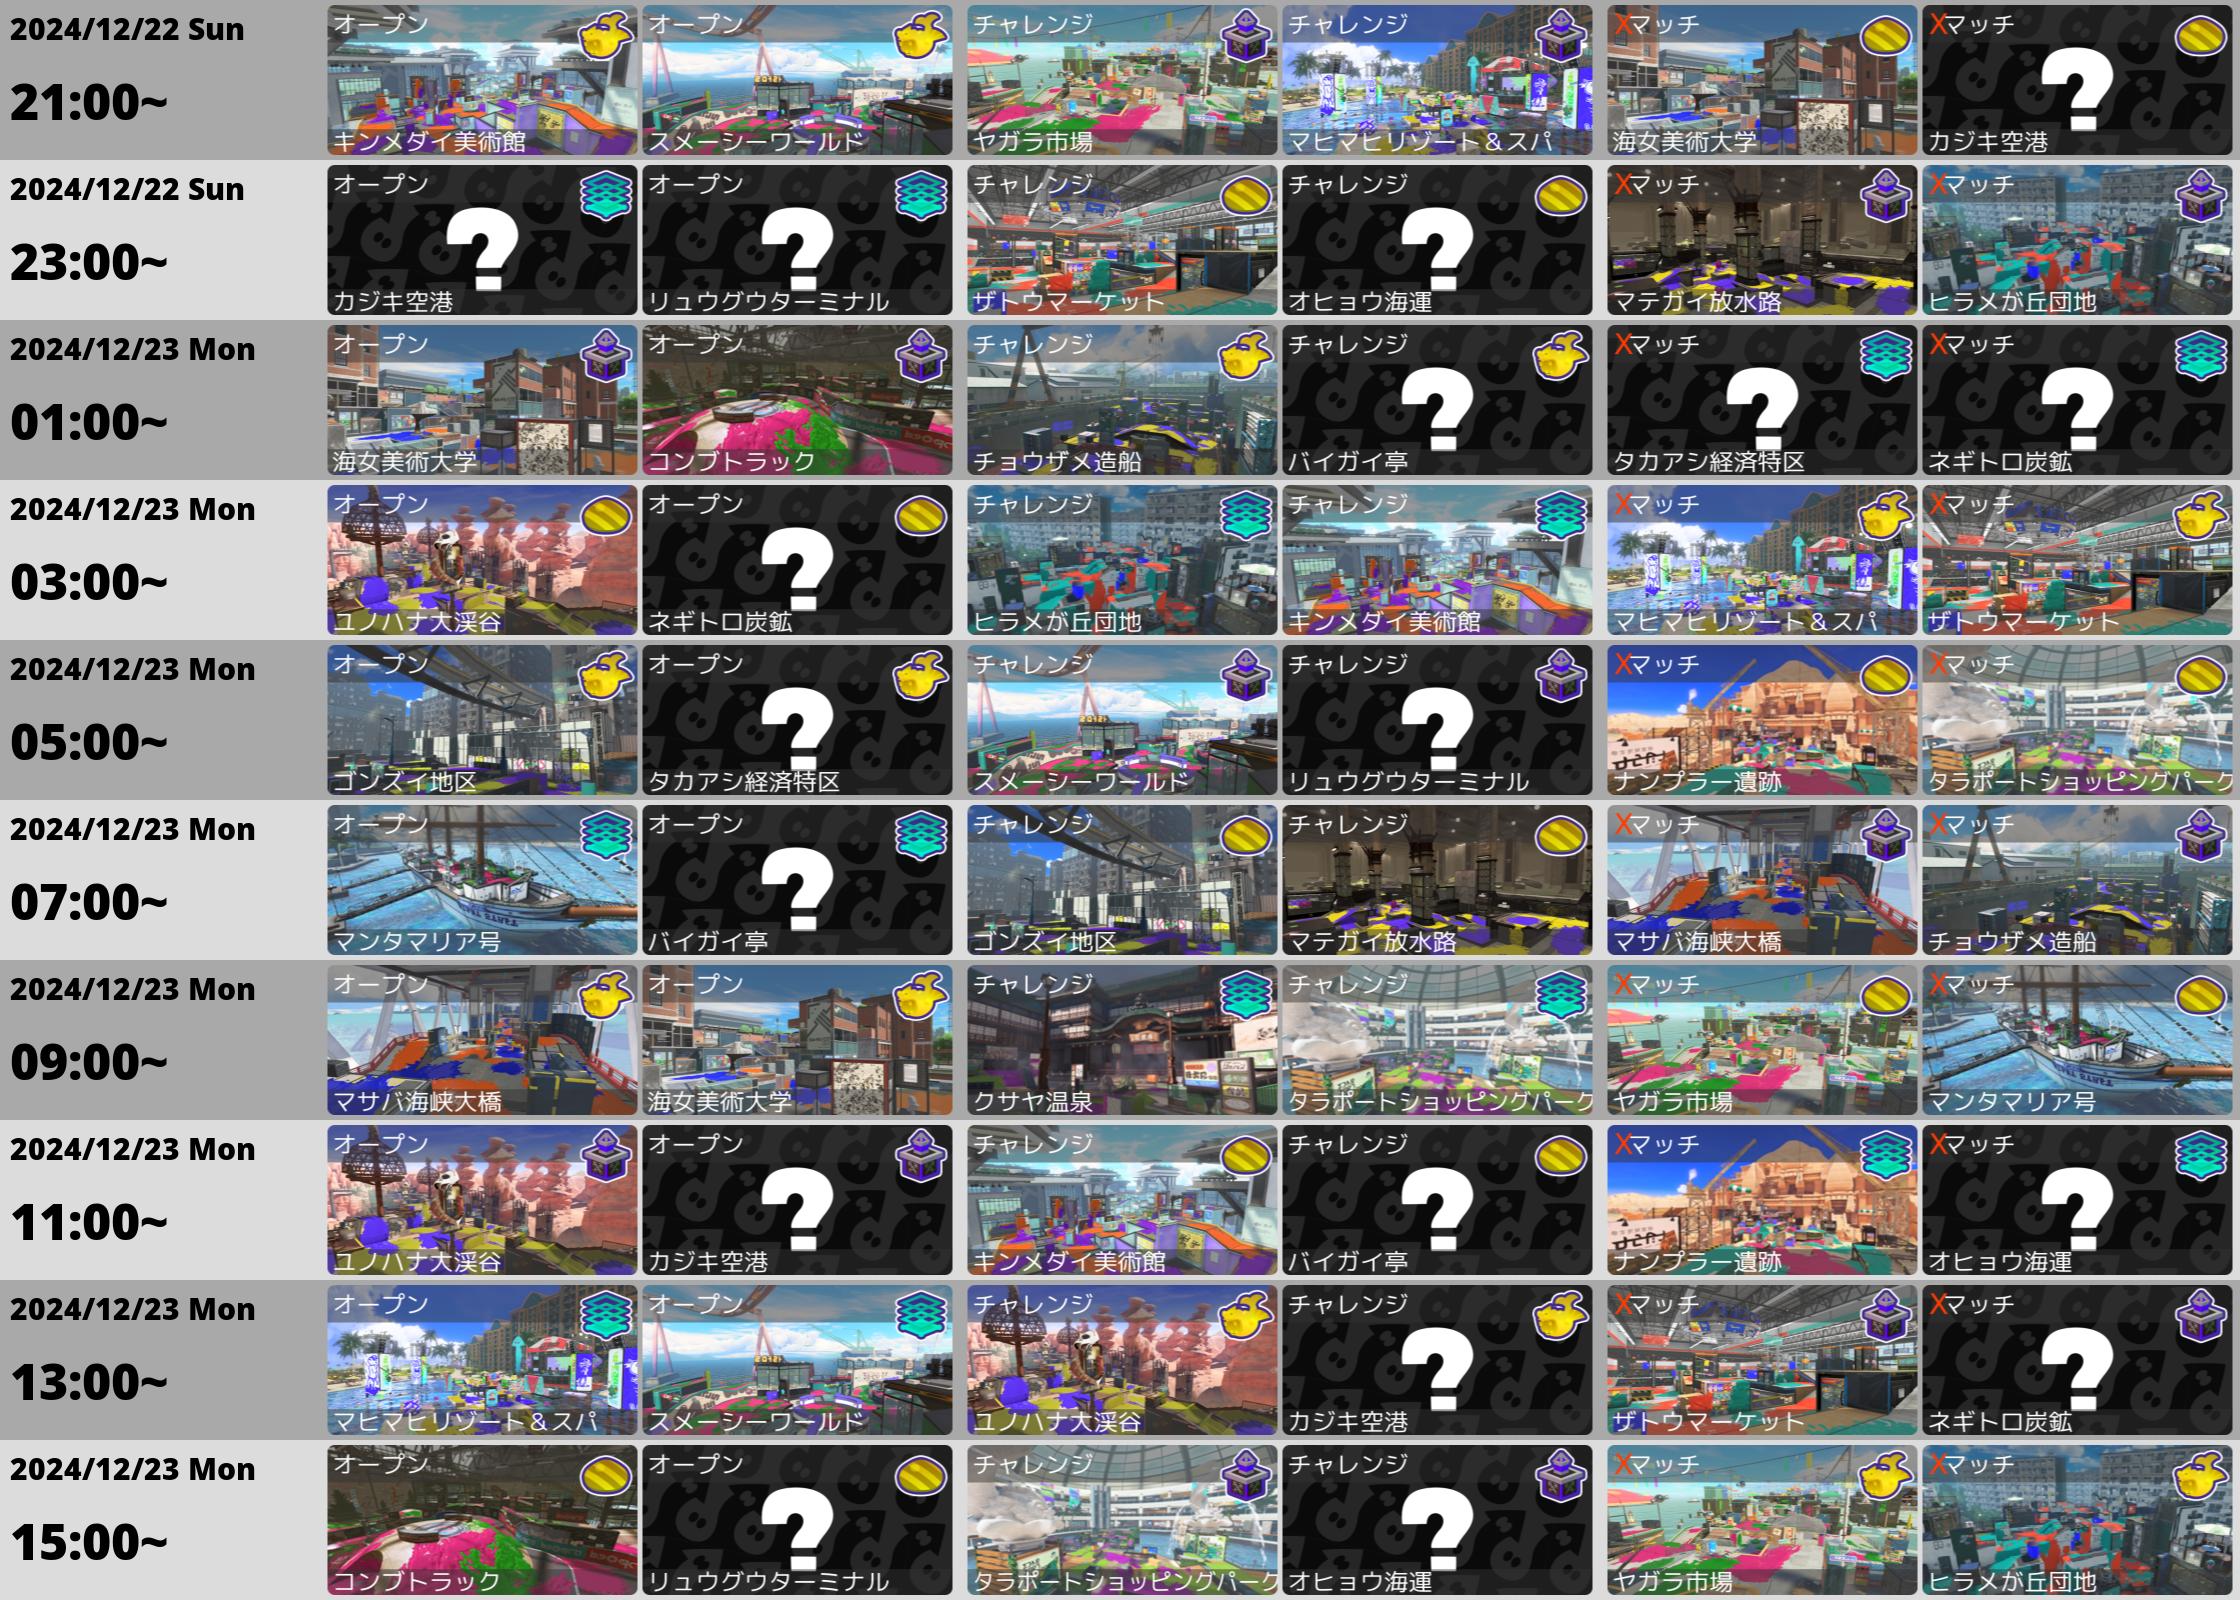 2024/12/22 Sun
21:00~
オープン
キンメダイ美術館
オープン
スメーシーワールド
チャレンジ
ヤガラ市場
チャレンジ
マヒマヒリゾート＆スパ
Xマッチ
海女美術大学
Xマッチ
カジキ空港
2024/12/22 Sun
23:00~
オープン
カジキ空港
オープン
リュウグウターミナル
チャレンジ
ザトウマーケット
チャレンジ
オヒョウ海運
Xマッチ
マテガイ放水路
Xマッチ
ヒラメが丘団地
2024/12/23 Mon
01:00~
オープン
海女美術大学
オープン
コンブトラック
チャレンジ
チョウザメ造船
チャレンジ
バイガイ亭
Xマッチ
タカアシ経済特区
Xマッチ
ネギトロ炭鉱
2024/12/23 Mon
03:00~
オープン
ユノハナ大渓谷
オープン
ネギトロ炭鉱
チャレンジ
ヒラメが丘団地
チャレンジ
キンメダイ美術館
Xマッチ
マヒマヒリゾート＆スパ
Xマッチ
ザトウマーケット
2024/12/23 Mon
05:00~
オープン
ゴンズイ地区
オープン
タカアシ経済特区
チャレンジ
スメーシーワールド
チャレンジ
リュウグウターミナル
Xマッチ
ナンプラー遺跡
Xマッチ
タラポートショッピングパーク
2024/12/23 Mon
07:00~
オープン
マンタマリア号
オープン
バイガイ亭
チャレンジ
ゴンズイ地区
チャレンジ
マテガイ放水路
Xマッチ
マサバ海峡大橋
Xマッチ
チョウザメ造船
2024/12/23 Mon
09:00~
オープン
マサバ海峡大橋
オープン
海女美術大学
チャレンジ
クサヤ温泉
チャレンジ
タラポートショッピングパーク
Xマッチ
ヤガラ市場
Xマッチ
マンタマリア号
2024/12/23 Mon
11:00~
オープン
ユノハナ大渓谷
オープン
カジキ空港
チャレンジ
キンメダイ美術館
チャレンジ
バイガイ亭
Xマッチ
ナンプラー遺跡
Xマッチ
オヒョウ海運
2024/12/23 Mon
13:00~
オープン
マヒマヒリゾート＆スパ
オープン
スメーシーワールド
チャレンジ
ユノハナ大渓谷
チャレンジ
カジキ空港
Xマッチ
ザトウマーケット
Xマッチ
ネギトロ炭鉱
2024/12/23 Mon
15:00~
オープン
コンブトラック
オープン
リュウグウターミナル
チャレンジ
タラポートショッピングパーク
チャレンジ
オヒョウ海運
Xマッチ
ヤガラ市場
Xマッチ
ヒラメが丘団地